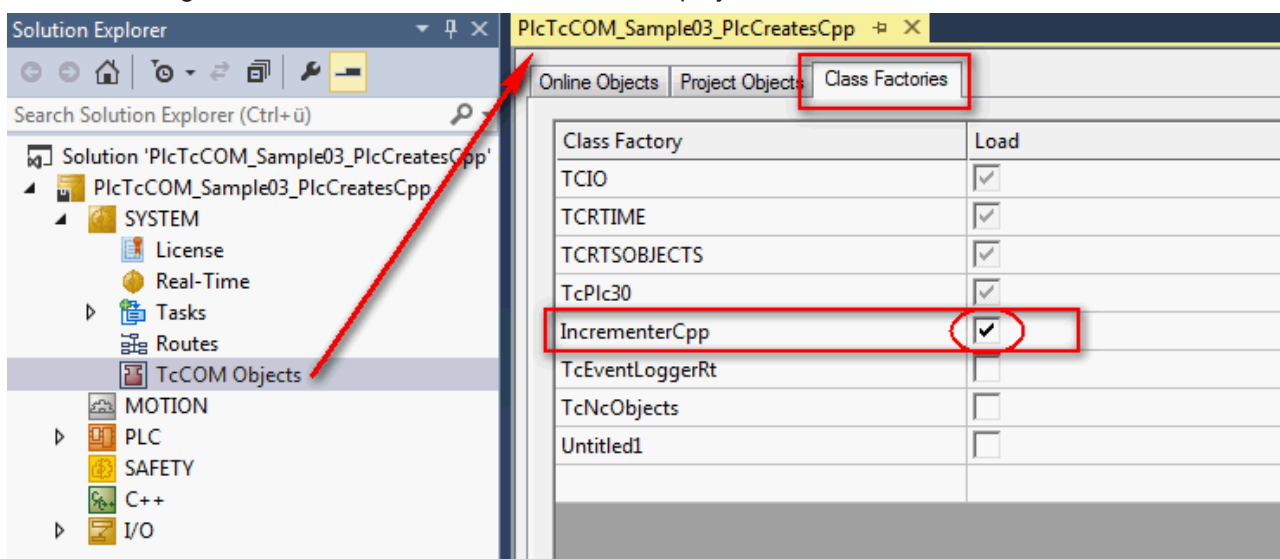 Solution Explorer
Search Solution Explorer (Ctrl+ü)
Solution 'PlcTcCOM_Sample03_PlcCreatesCpp'
PlcTcCOM_Sample03_PlcCreatesCpp
SYSTEM
License
Real-Time
Tasks
Routes
TcCOM Objects
MOTION
PLC
SAFETY
C++
I/O
PlcTcCOM_Sample03_PlcCreatesCpp
Online Objects Project Objects Class Factories
Class Factory Load
TCIO
TCRTIME
TCRTSOBJECTS
TcPlc30
IncrementerCpp
TcEventLoggerRt
TcNcObjects
Untitled1